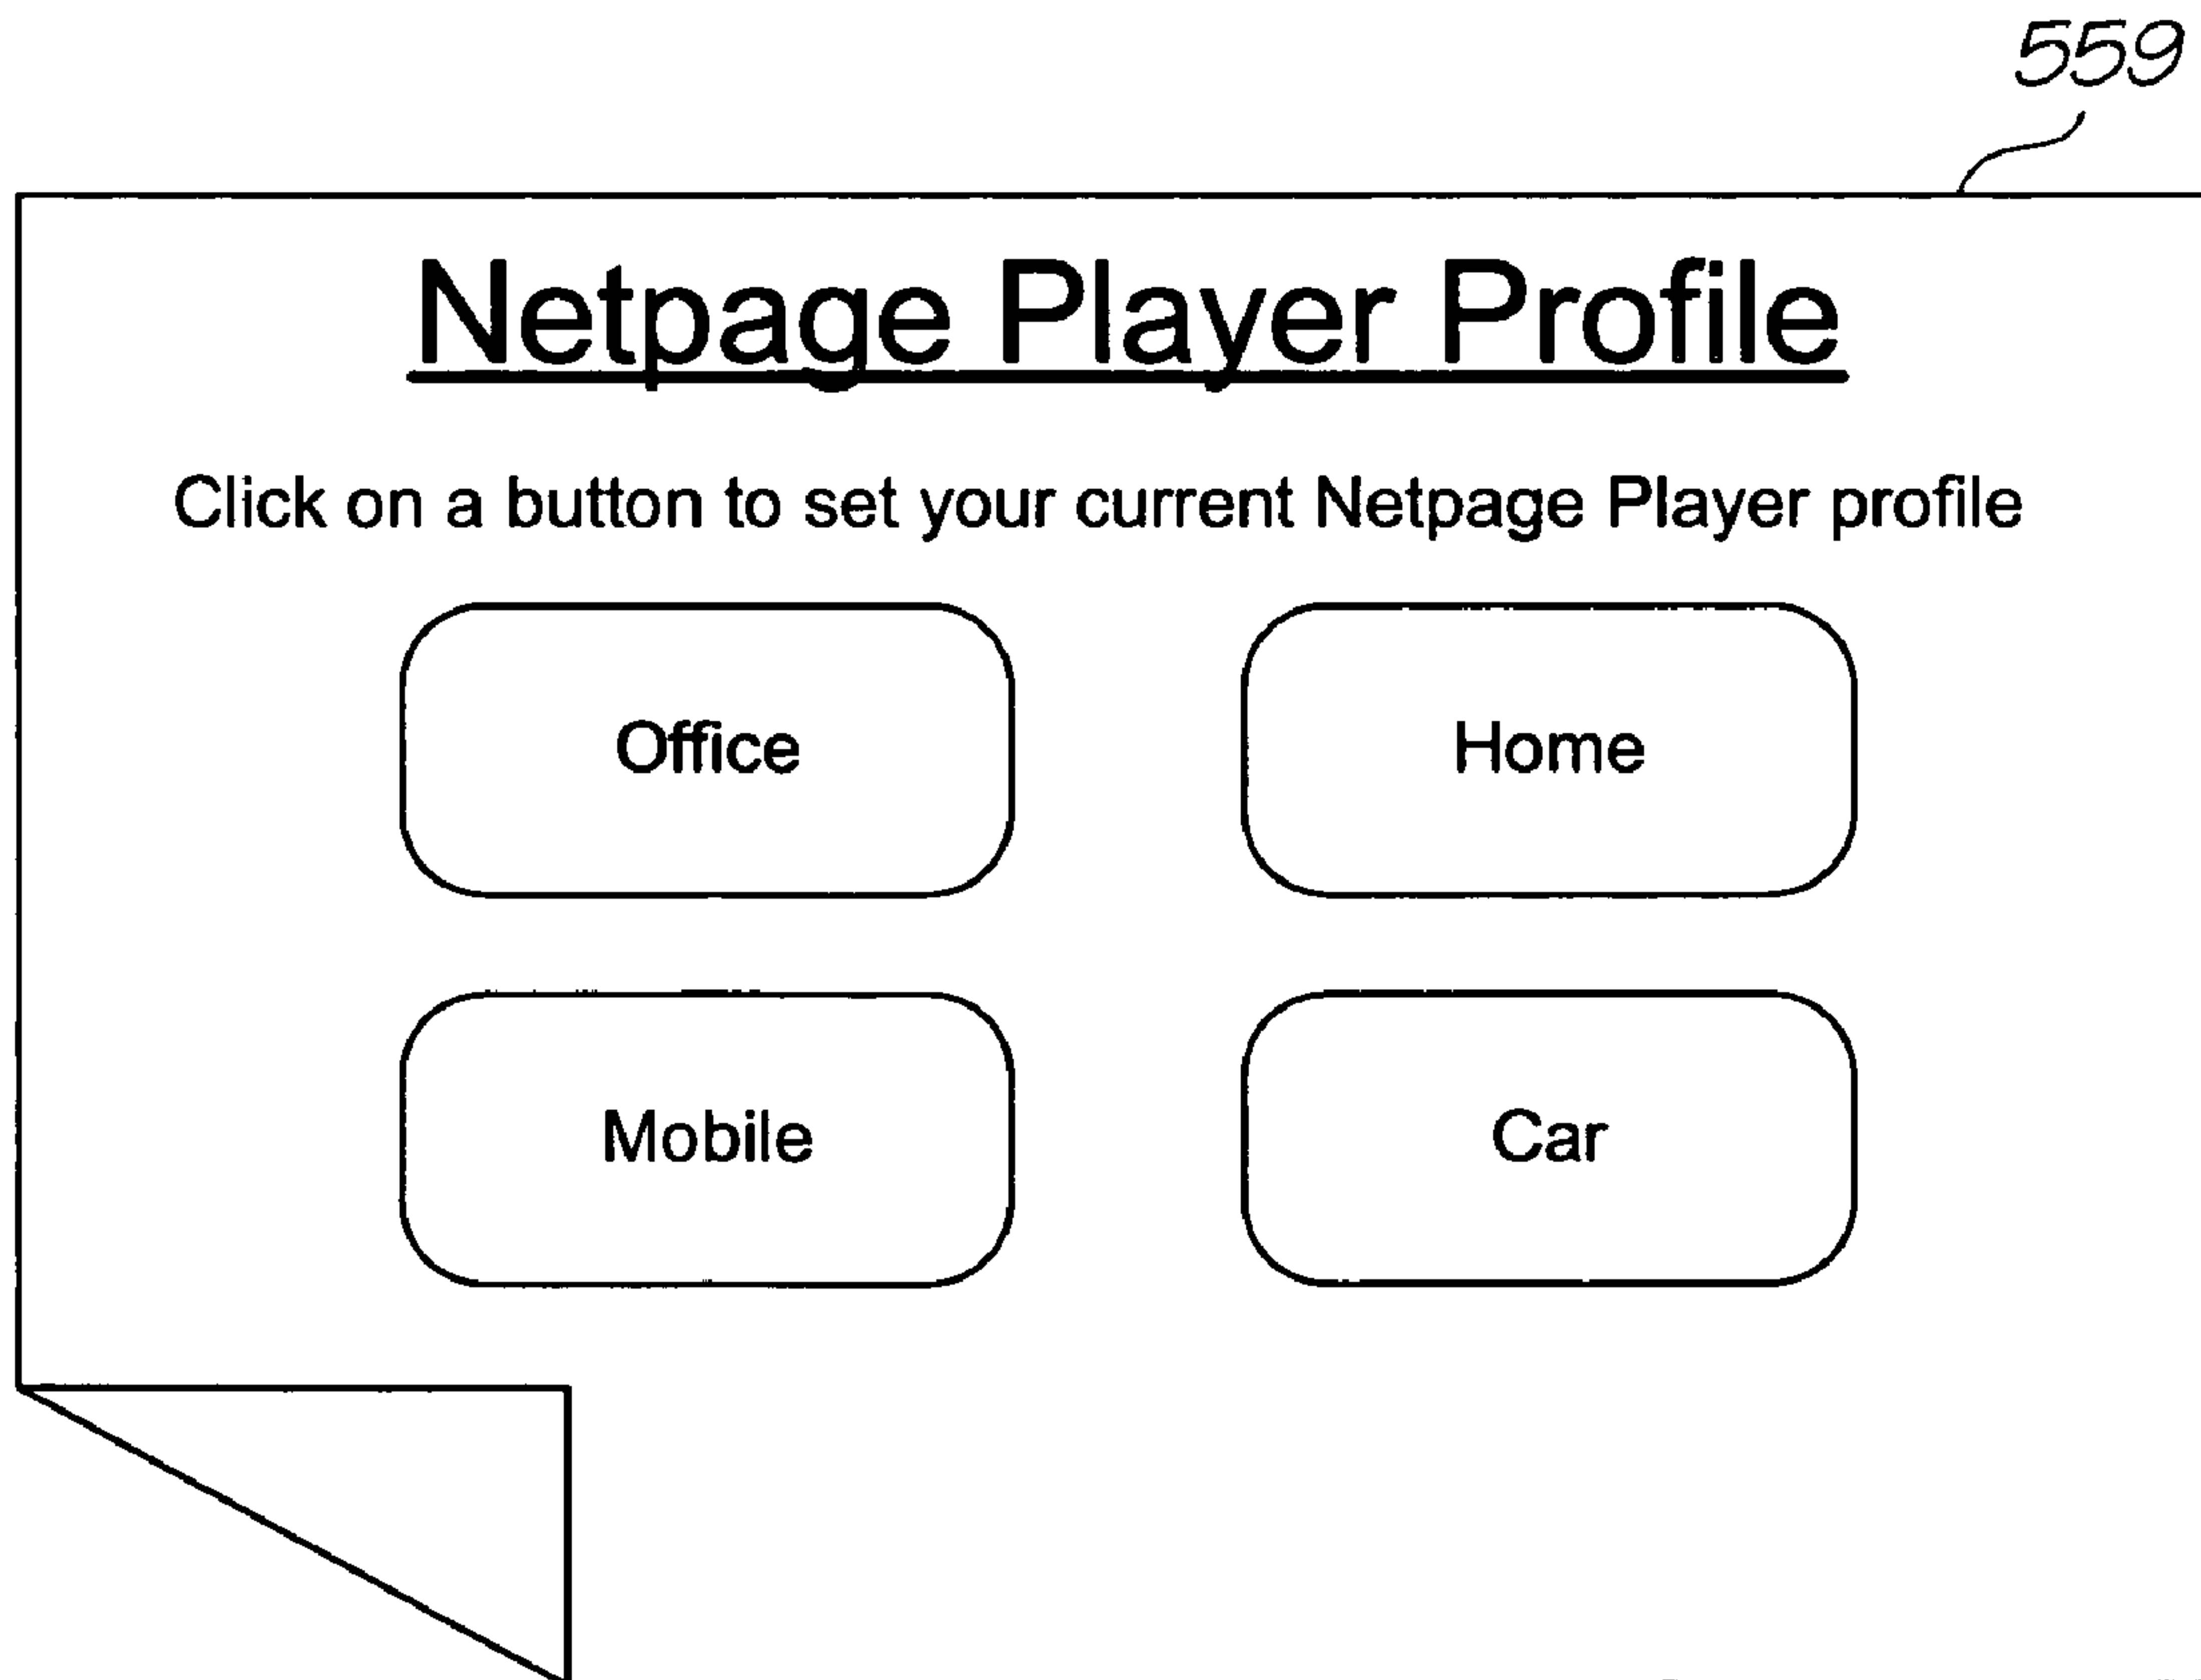 559
Netpage Player Profile
Click on a button to set your current Netpage Player profile
Office Home
Mobile Car